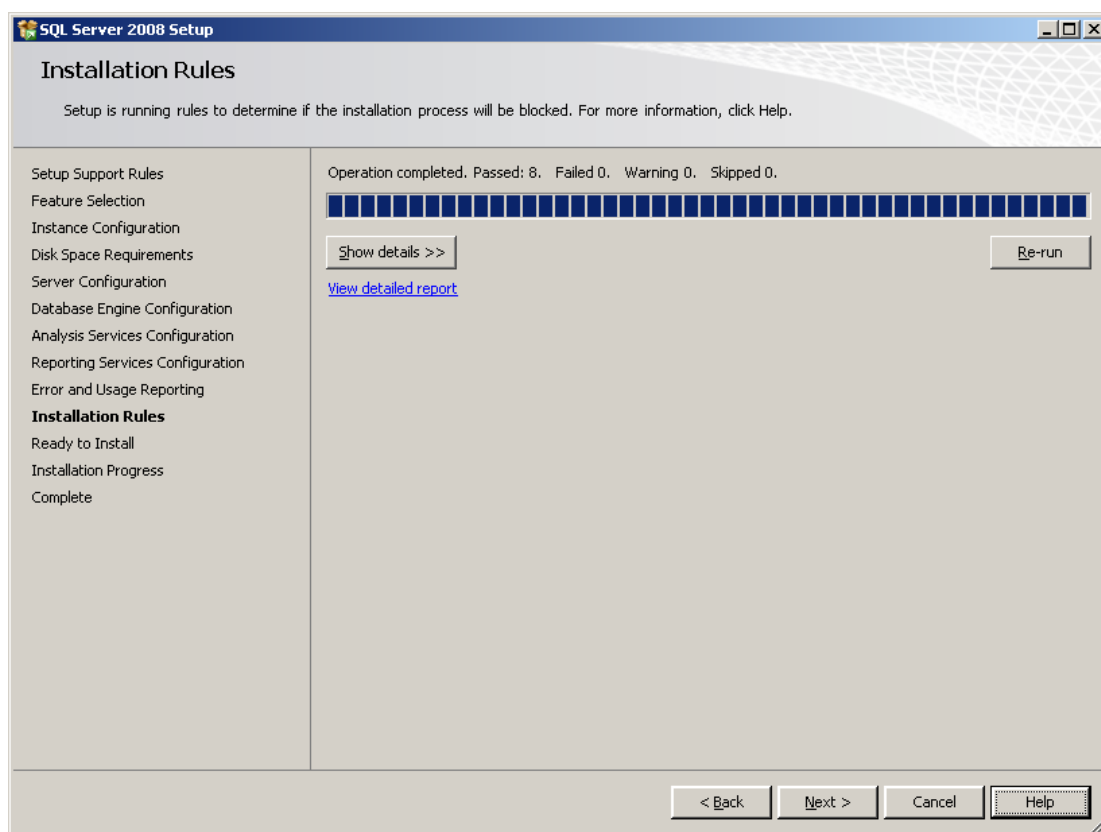 SQL Server 2008 Setup
Installation Rules
Setup is running rules to determine if the installation process will be blocked. For more information, click Help.
Setup Support Rules
Feature Selection
Instance Configuration
Disk Space Requirements
Server Configuration
Database Engine Configuration
Analysis Services Configuration
Reporting Services Configuration
Error and Usage Reporting
Installation Rules
Ready to Install
Installation Progress
Complete
Operation completed. Passed: 8. Failed 0. Warning 0. Skipped 0.
Show details >> Re-run
View detailed report
< Back Next > Cancel Help